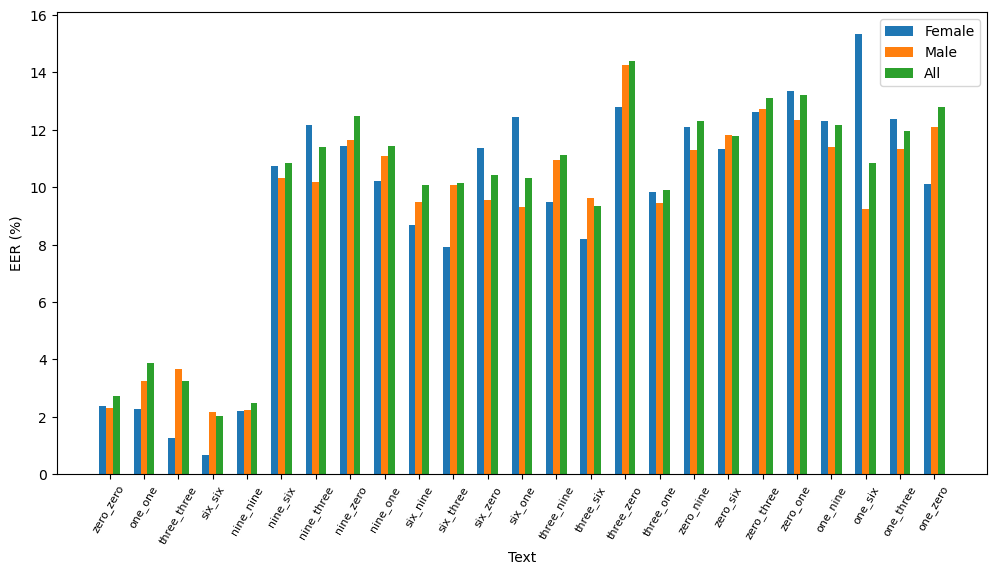 16
14
12
10
8
6
4
2
0
EER (%)
Female
Male
All
zero_zero
one_one
three_three
six_six
nine_nine
nine_six
nine_three
nine_zero
nine_one
six_nine
six_three
six_zero
six_one
three_nine
three_six
three_zero
three_one
zero_nine
zero_six
zero_three
zero_one
one_nine
one_six
one_three
one_zero
Text